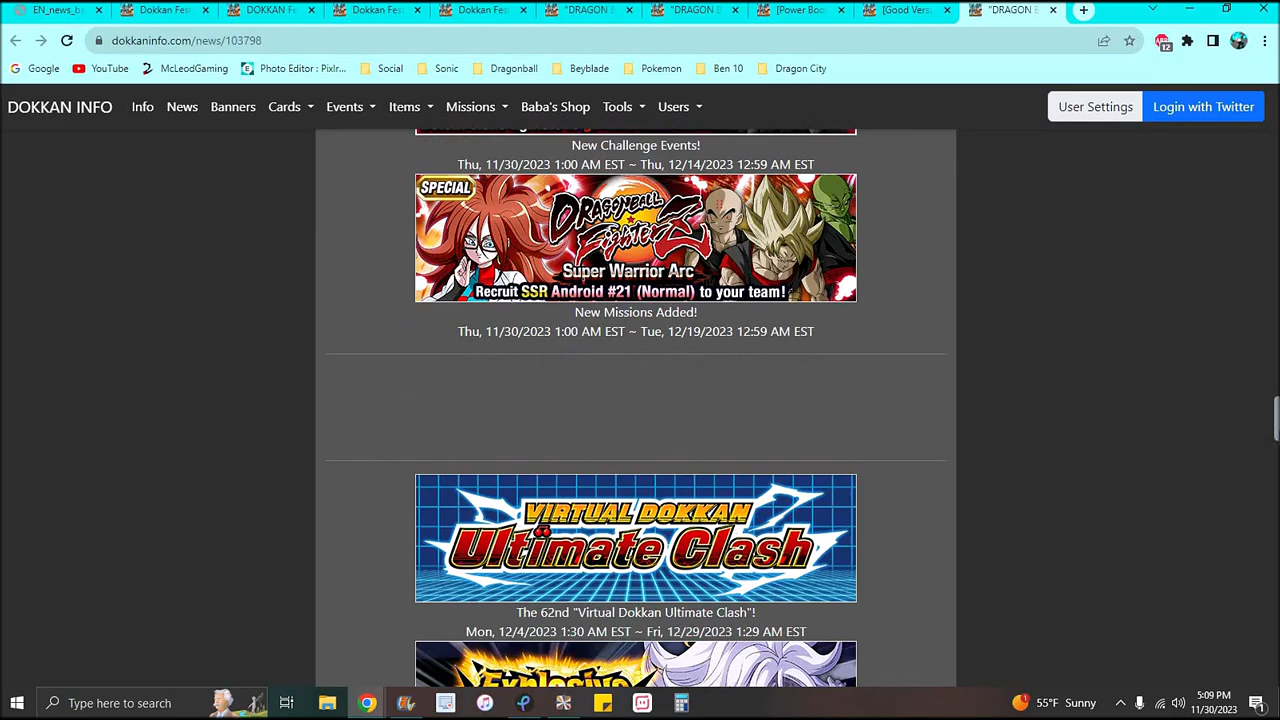 EN_news_b
Dokkan Fes
DOKKAN Fe
Dokkan Fes
Dokkan Fes
"DRAGON B
"DRAGON B
[Power Boo
[Good Vers
"DRAGON B
dokkaninfo.com/news/103798
12
Google
YouTube
McLeodGaming
Photo Editor : Pixlr...
Social
Sonic
Dragonball
Beyblade
Pokemon
Ben 10
Dragon City
DOKKAN INFO
Info
News
Banners
Cards
Events
Items
Missions
Baba's Shop
Tools
Users
User Settings
Login with Twitter
New Challenge Events!
Thu, 11/30/2023 1:00 AM EST ~ Thu, 12/14/2023 12:59 AM EST
SPECIAL
DRAGONBALL
FighterZ
Super Warrior Arc
Recruit SSR Android #21 (Normal) to your team!
New Missions Added!
Thu, 11/30/2023 1:00 AM EST ~ Tue, 12/19/2023 12:59 AM EST
VIRTUAL DOKKAN
Ultimate Clash
The 62nd "Virtual Dokkan Ultimate Clash"!
Mon, 12/4/2023 1:30 AM EST ~ Fri, 12/29/2023 1:29 AM EST
Explosive
Type here to search
1
55°F Sunny
5:09 PM
11/30/2023
1